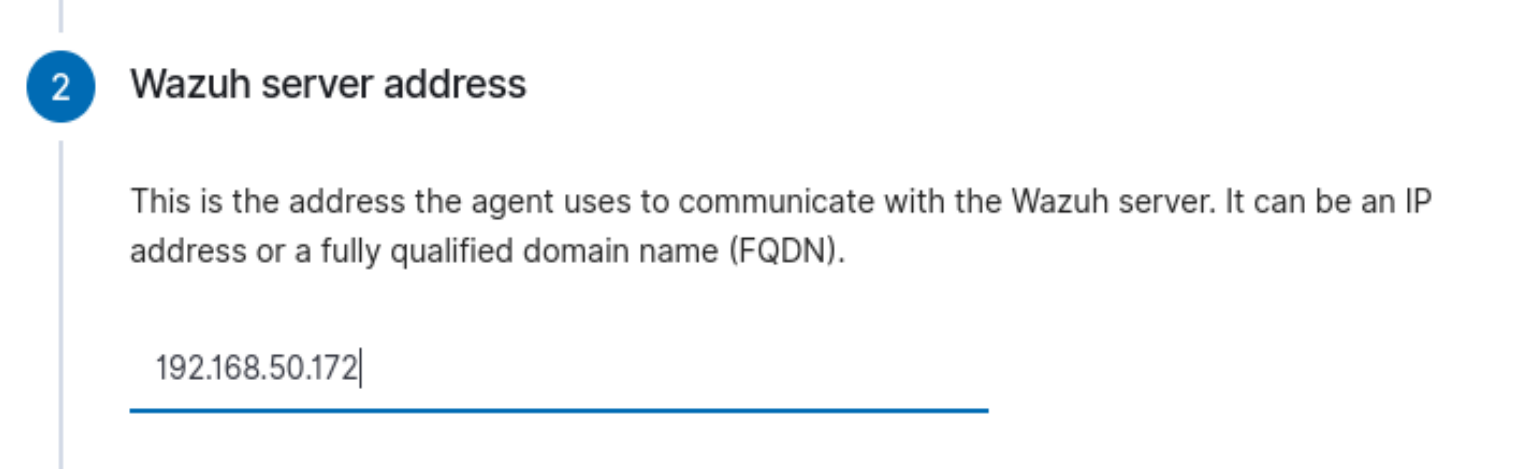 2
Wazuh server address
This is the address the agent uses to communicate with the Wazuh server. It can be an IP
address or a fully qualified domain name (FQDN).
192.168.50.172